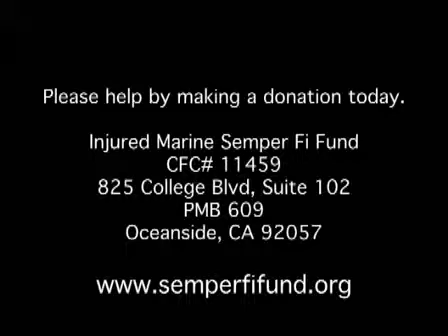 Please help by making a donation today.
Injured Marine Semper Fi Fund
CFC# 11459
825 College Blvd, Suite 102
PMB 609
Oceanside, CA 92057
www.semperfifund.org